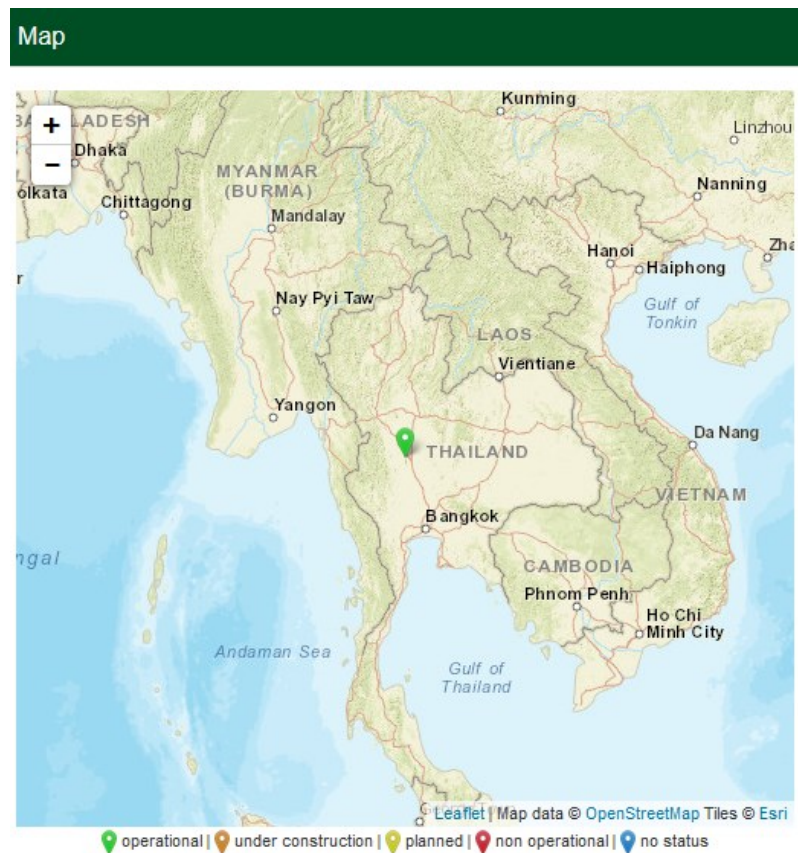 Map
Kunming
BA
LADESH
+
−
Linzhou
Dhaka
MYANMAR
(BURMA)
Nanning
olkata
Chittagong
Mandalay
Hanoi
Zha
Haiphong
r
Nay Pyi Taw
Gulf of
Tonkin
LAOS
Vientiane
Yangon
Da Nang
THAILAND
VIETNAM
Bangkok
ngal
CAMBODIA
Phnom Penh
Ho Chi
Minh City
Andaman Sea
Gulf of
Thailand
Leaflet | Map data © OpenStreetMap Tiles © Esri
operational | under construction | planned | non operational | no status